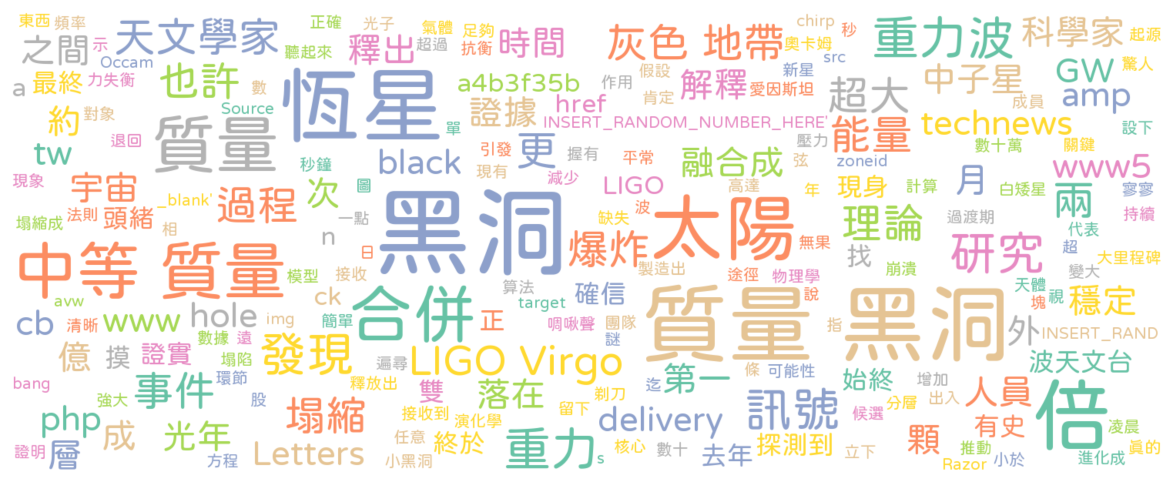 東西 頻率 正確 光子 氣體 足夠 chirp 秒
之間 示 天文學家 聽起來 釋出 超過 抗衡 時間 灰色 地帶 奧卡姆 重力波 科學家 起源
Occam 假設 新星 src 驚人
a 最終 力失衡 也許 數 恆星 a4b3f35b 作用 解釋 愛因斯坦 超大 中子星 GW
約 對象 Source 證據 href 肯定 成員 amp
退回 質量 單 INSERT_RANDOM_NUMBER_HERE' 壓力 能量 technews 設下
tw 秒鐘 black 引發 更 握有 平常 融合成 弦 zoneid 數十萬 關鍵
現象 宇宙 _blank' 過程 次 圖 現有 減少 LIGO 高達 年 現身 計算 月 白矮星 www5 寥寥
塌縮成 法則 頭緒 相 一點 黑洞 缺失 波 太陽 理論 過渡期 兩 持續
n 日 爆炸 無果 代表
中等 質量 模型 接收 製造出 途徑 物理學 找 崩潰 研究 超 大里程碑
avw ck 算法 target 確信 說 天體 變大
cb 清晰 www hole 簡單 合併 正 啁啾聲 團隊 質量 黑洞 指 塊 視 穩定
數據 遠 img 謎 外 INSERT_RAND
億 摸 證實 塌陷 發現 遍尋 LIGO Virgo 條 可能性 波天文台
bang 環節 釋放出 雙 落在 剃刀 迄 第一 始終 增加
強大 事件 股 留下 分層 出入 人員 倍
php 成 塌縮 接收到 演化學 delivery 訊號 候選 凌晨
光年 任意 終於 核心 探測到 有史 顆 推動 真的
證明 層 方程 Letters 小黑洞 重力 s 數十 去年 立下 Razor 小於 進化成